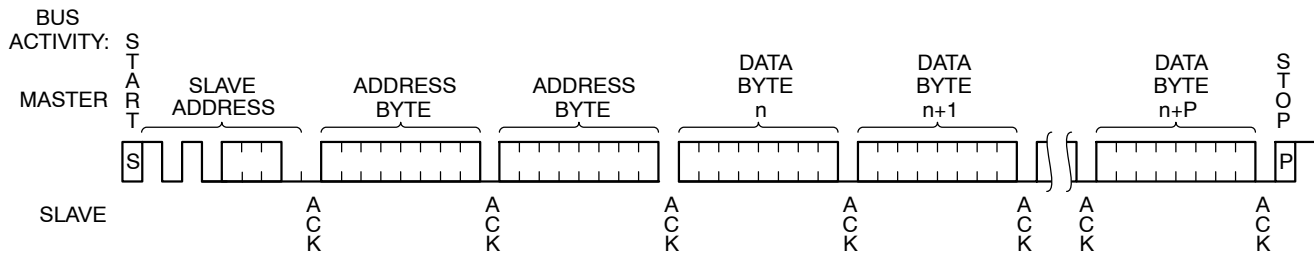 BUS
ACTIVITY:
MASTER
START
SLAVE
ADDRESS
ADDRESS
BYTE
ADDRESS
BYTE
DATA
BYTE
n
DATA
BYTE
n+1
DATA
BYTE
n+P
STOP
S
P
SLAVE
ACK
ACK
ACK
ACK
ACK
ACK
ACK